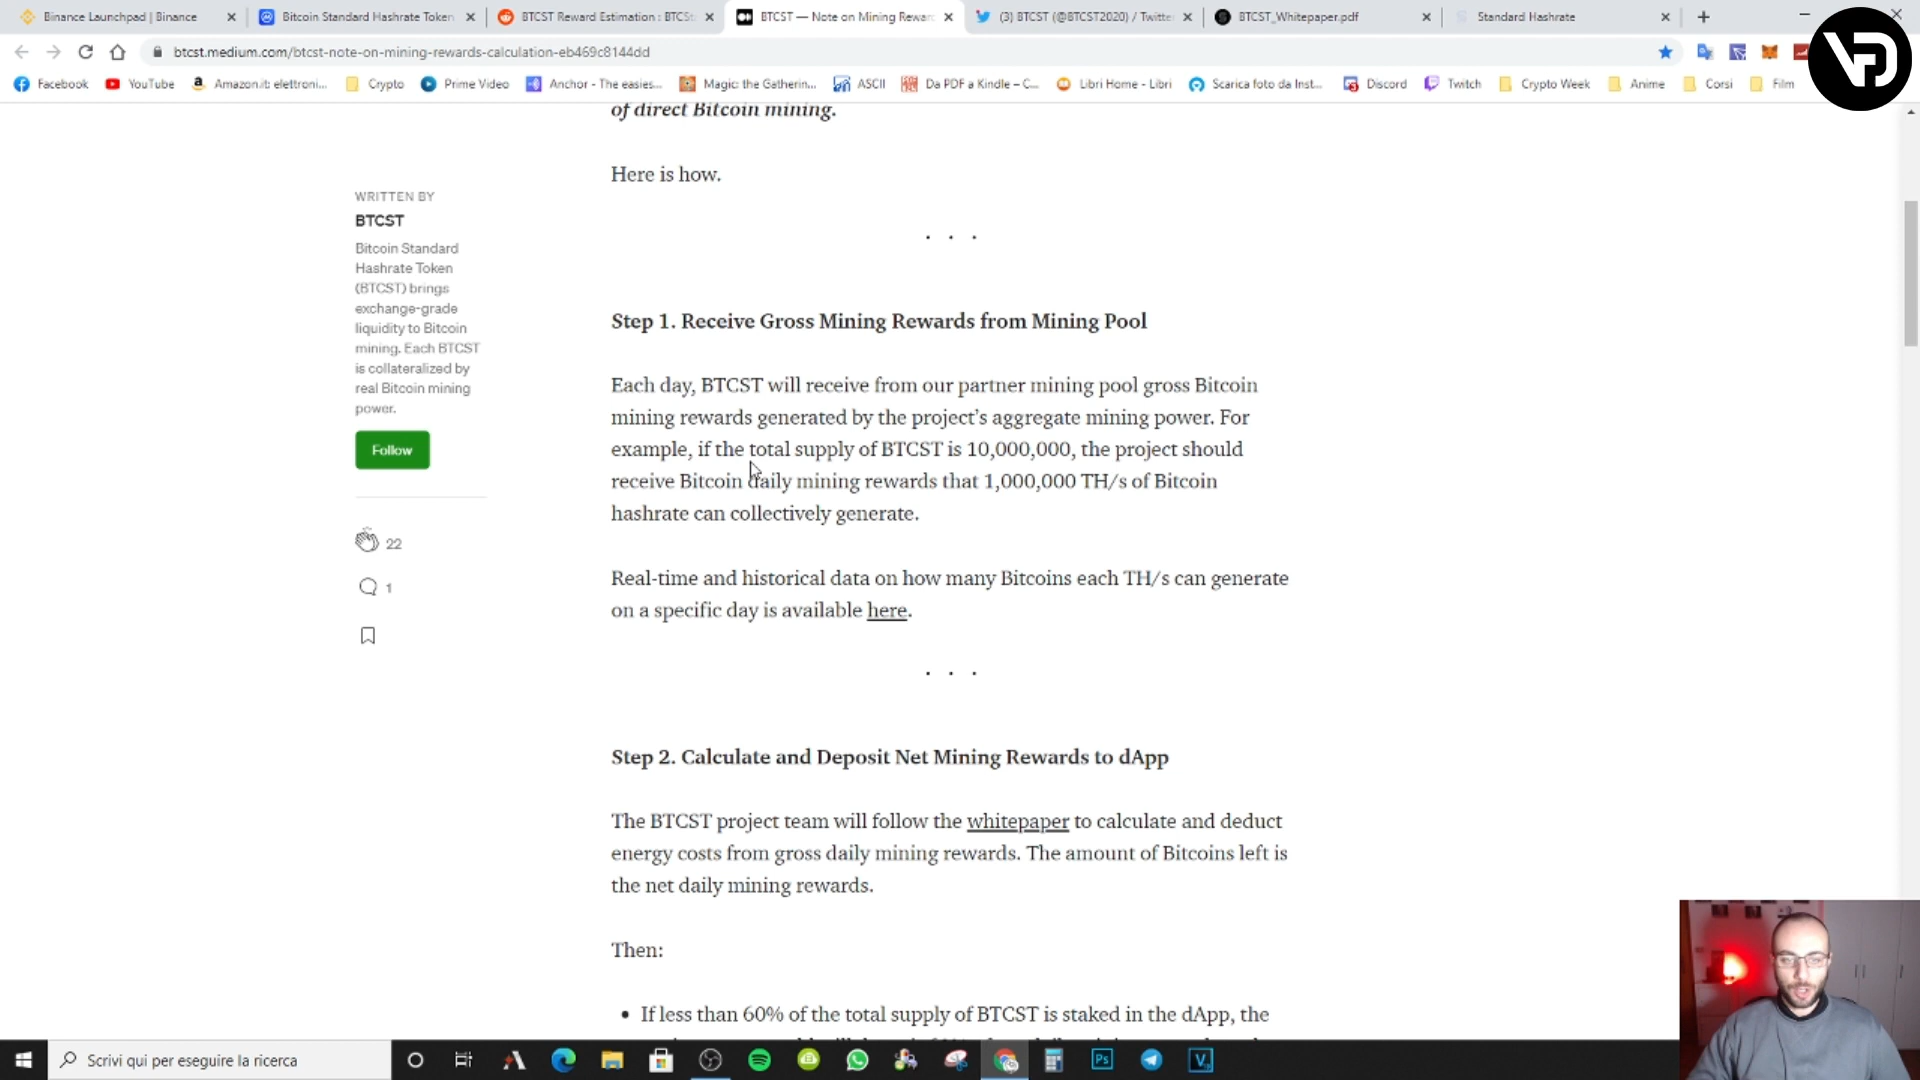 Binance Launchpad | Binance
Bitcoin Standard Hashrate Token
BTCST Reward Estimation : BTCS
BTCST — Note on Mining Rewar
(3) BTCST (@BTCST2020) / Twitte
BTCST_Whitepaper.pdf
Standard Hashrate
btcst.medium.com/btcst-note-on-mining-rewards-calculation-eb469c8144dd
Facebook
YouTube
Amazon.it: elettroni...
Crypto
Prime Video
Anchor - The easies...
Magic: the Gatherin...
ASCII
Da PDF a Kindle – C...
Libri Home - Libri
Scarica foto da Inst...
Discord
Twitch
Crypto Week
Anime
Corsi
Film
of direct Bitcoin mining.
Here is how.
WRITTEN BY
BTCST
Bitcoin Standard
Hashrate Token
(BTCST) brings
exchange-grade
liquidity to Bitcoin
mining. Each BTCST
is collateralized by
real Bitcoin mining
power.
Follow
22
1
. . .
Step 1. Receive Gross Mining Rewards from Mining Pool
Each day, BTCST will receive from our partner mining pool gross Bitcoin
mining rewards generated by the project’s aggregate mining power. For
example, if the total supply of BTCST is 10,000,000, the project should
receive Bitcoin daily mining rewards that 1,000,000 TH/s of Bitcoin
hashrate can collectively generate.
Real-time and historical data on how many Bitcoins each TH/s can generate
on a specific day is available here.
. . .
Step 2. Calculate and Deposit Net Mining Rewards to dApp
The BTCST project team will follow the whitepaper to calculate and deduct
energy costs from gross daily mining rewards. The amount of Bitcoins left is
the net daily mining rewards.
Then:
• If less than 60% of the total supply of BTCST is staked in the dApp, the
Scrivi qui per eseguire la ricerca
Ps